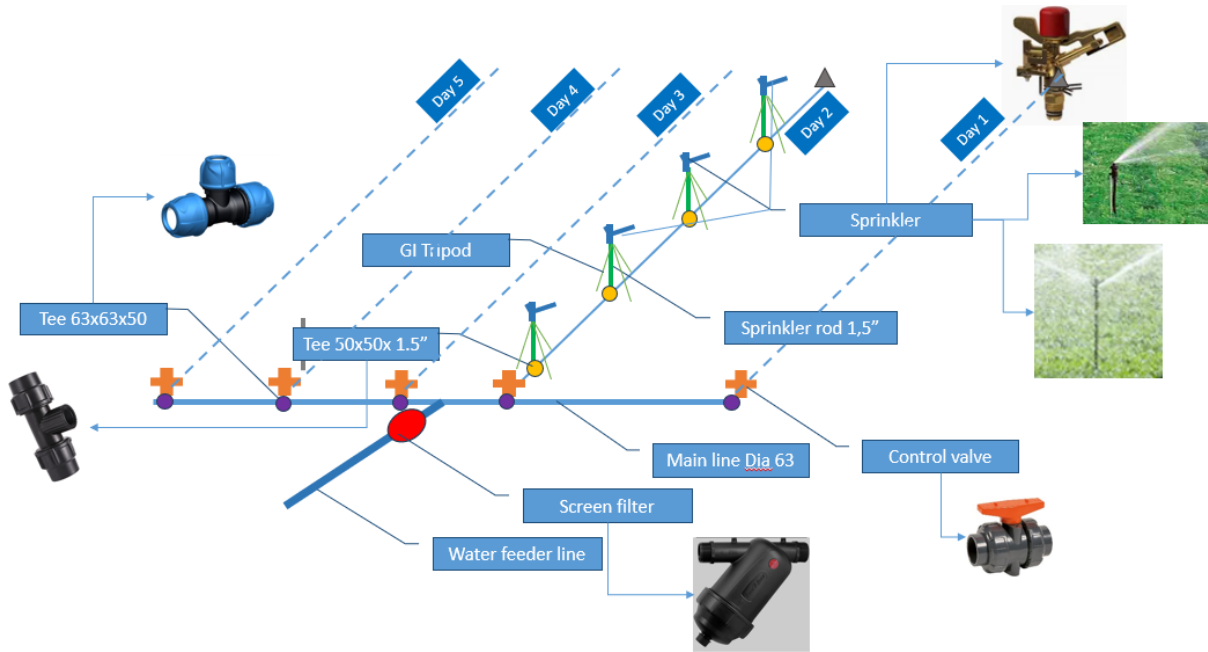 Day 5
Day 4
Day 3
Day 2
Day 1
Sprinkler
GI Tripod
Tee 63x63x50
Tee 50x50x 1.5”
Sprinkler rod 1,5”
Main line Dia 63
Control valve
Screen filter
Water feeder line